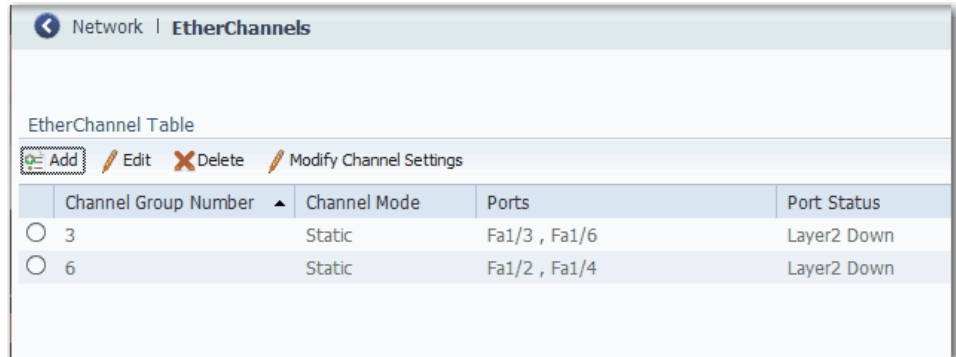 Network | EtherChannels
EtherChannel Table
Add Edit Delete Modify Channel Settings
Channel Group Number Channel Mode Ports Port Status
3 Static Fa1/3 , Fa1/6 Layer2 Down
6 Static Fa1/2 , Fa1/4 Layer2 Down